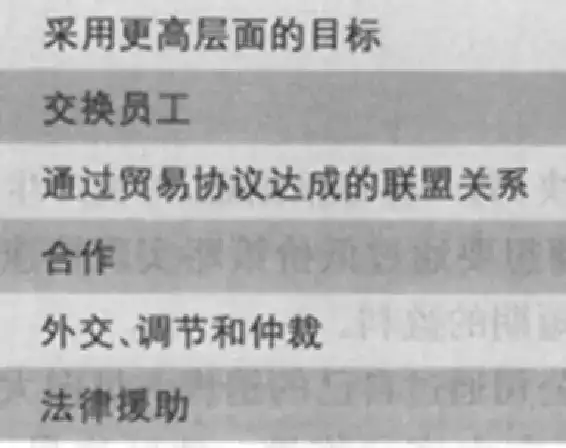 采用更高层面的目标
交换员工
通过贸易协议达成的联盟关系
合作
外交、调节和仲裁
法律援助